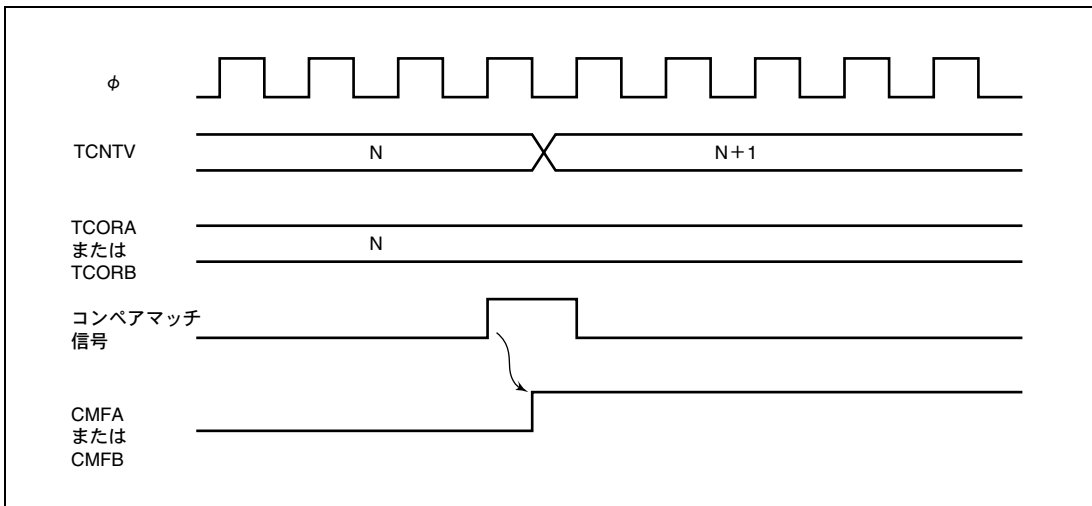 φ
TCNTV
N
N+1
TCORA
または
TCORB
N
コンペアマッチ
信号
CMFA
または
CMFB